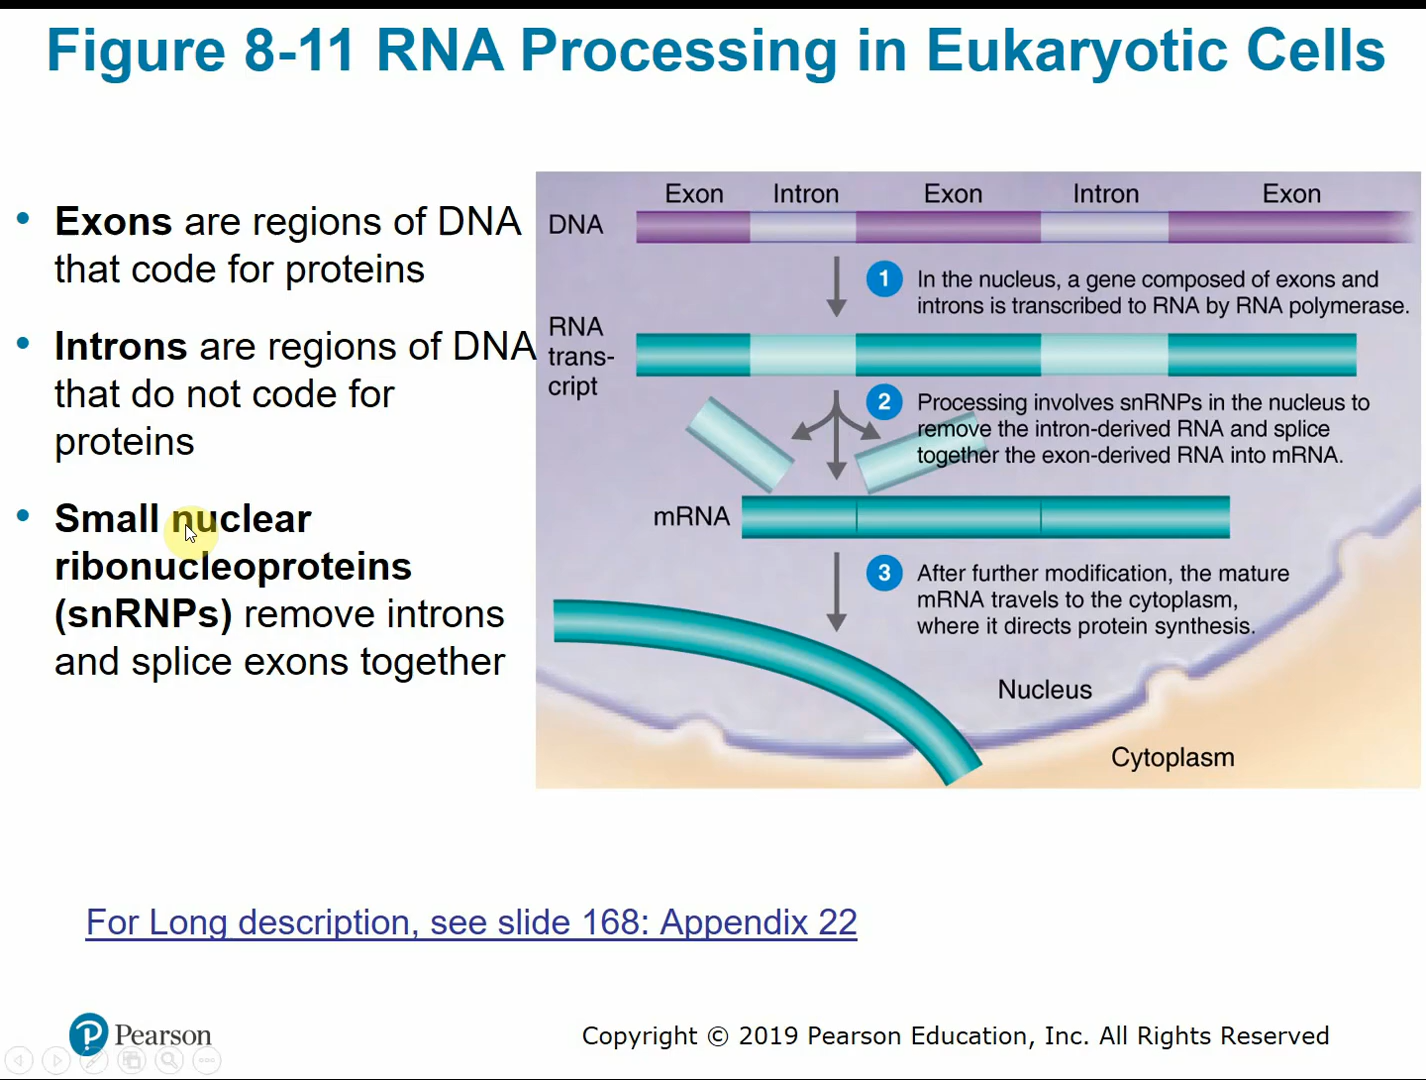 Figure 8-11 RNA Processing in Eukaryotic Cells
• Exons are regions of DNA
that code for proteins
• Introns are regions of DNA
that do not code for
proteins
• Small nuclear
ribonucleoproteins
(snRNPs) remove introns
and splice exons together
Exon Intron Exon Intron Exon
DNA
1 In the nucleus, a gene composed of exons and
introns is transcribed to RNA by RNA polymerase.
RNA
trans-
cript
2 Processing involves snRNPs in the nucleus to
remove the intron-derived RNA and splice
together the exon-derived RNA into mRNA.
mRNA
3 After further modification, the mature
mRNA travels to the cytoplasm,
where it directs protein synthesis.
Nucleus
Cytoplasm
For Long description, see slide 168: Appendix 22
P Pearson
Copyright © 2019 Pearson Education, Inc. All Rights Reserved